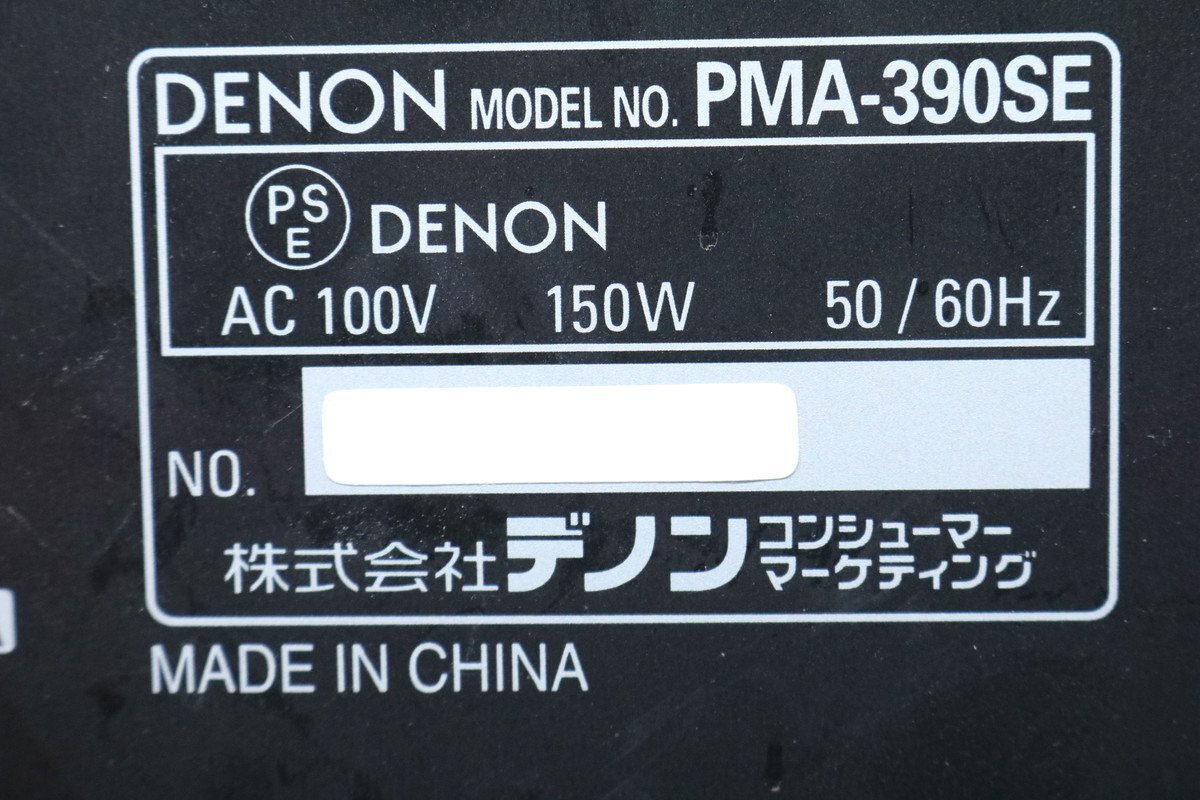 DENON MODEL NO. PMA-390SE
PS
E
DENON
AC 100V 150W 50 / 60Hz
NO.
株式会社デノン コンシューマー
マーケティング
MADE IN CHINA